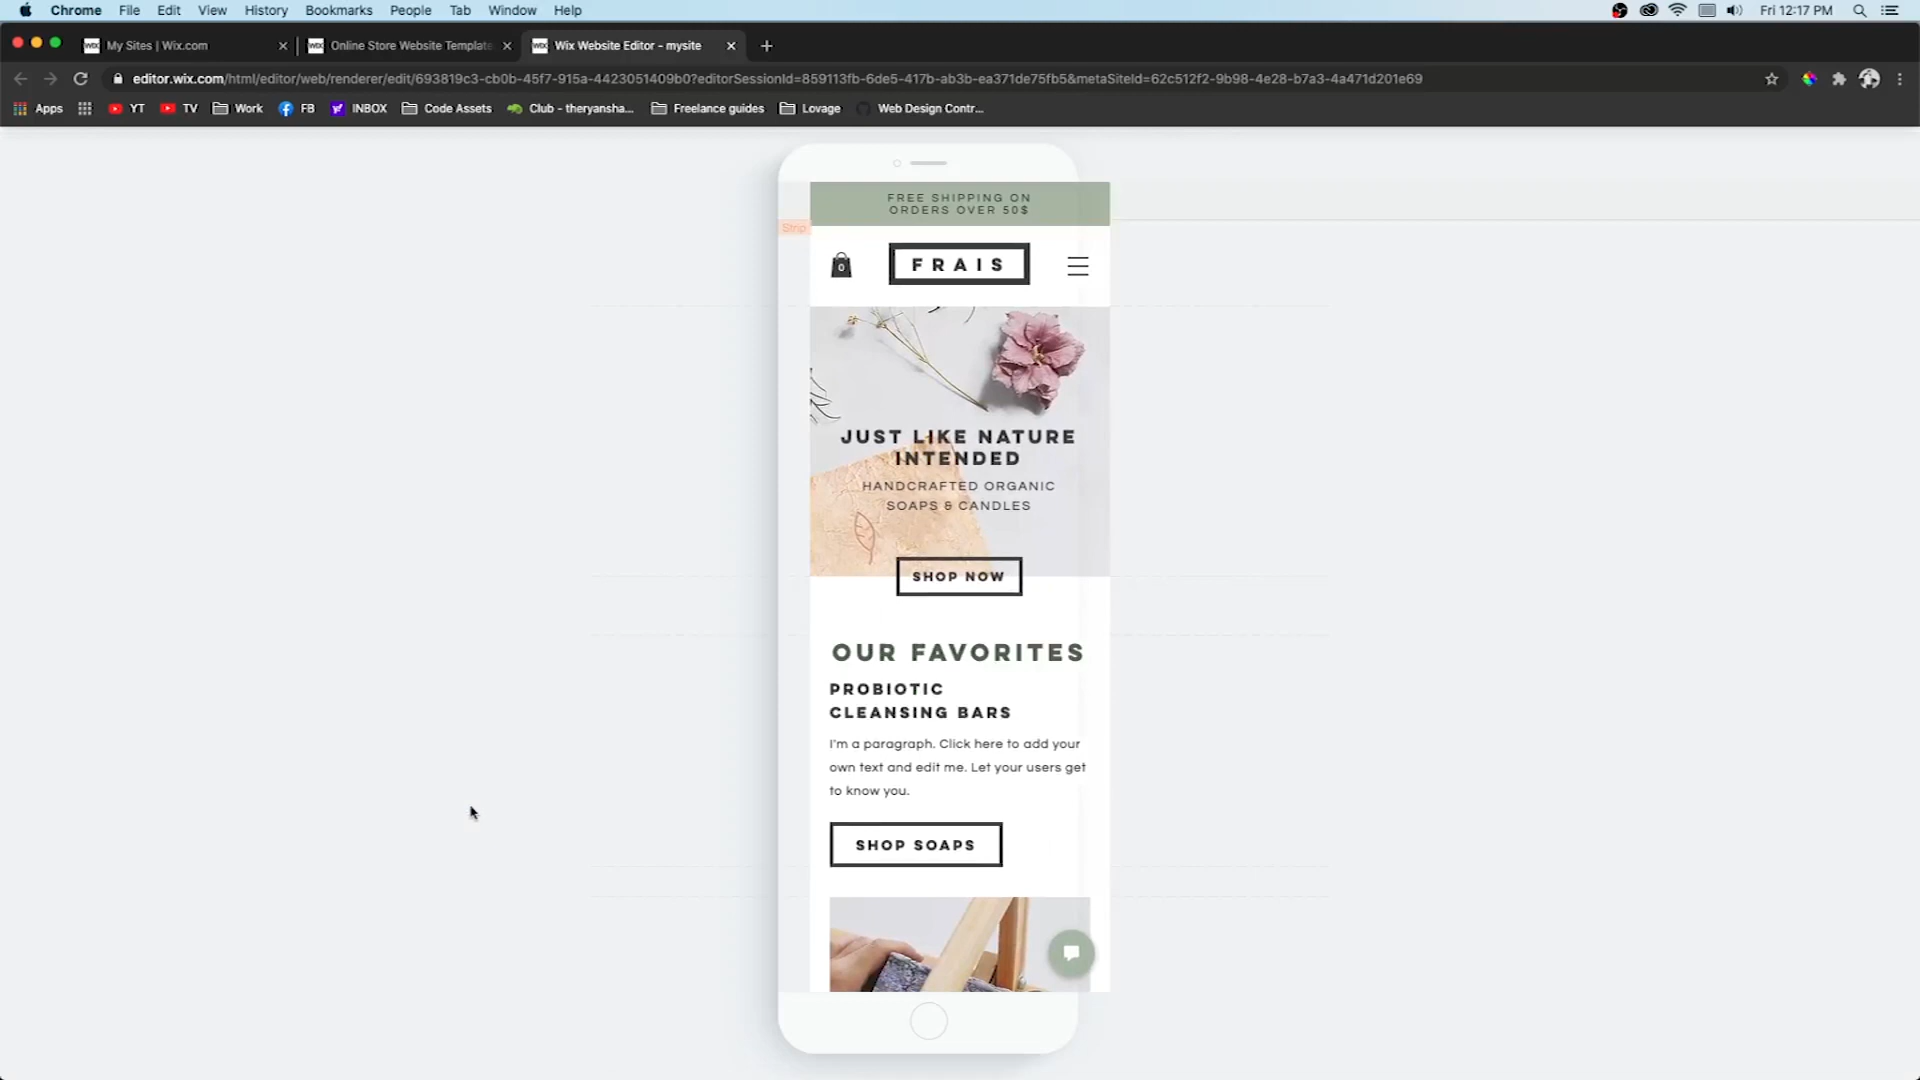 Chrome File Edit View History Bookmarks People Tab Window Help Fri 12:17 PM
WIX My Sites | Wix.com WIX Online Store Website Template WIX Wix Website Editor - mysite
editor.wix.com/html/editor/web/renderer/edit/693819c3-cb0b-45f7-915a-4423051409b0?editorSessionId=859113fb-6de5-417b-ab3b-ea371de75fb5&metaSiteId=62c512f2-9b98-4e28-b7a3-4a471d201e69
Apps YT TV Work FB INBOX Code Assets Club - theryansha... Freelance guides Lovage Web Design Contr...
FREE SHIPPING ON
ORDERS OVER 50$
Strip
0
FRAIS
JUST LIKE NATURE
INTENDED
HANDCRAFTED ORGANIC
SOAPS & CANDLES
SHOP NOW
OUR FAVORITES
PROBIOTIC
CLEANSING BARS
I'm a paragraph. Click here to add your
own text and edit me. Let your users get
to know you.
SHOP SOAPS